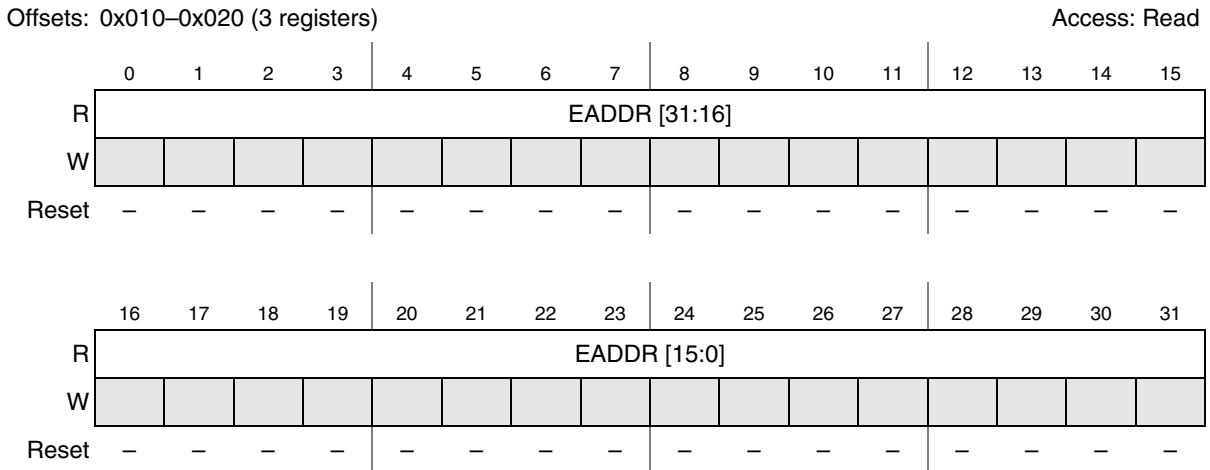 Offsets: 0x010–0x020 (3 registers) Access: Read
0 1 2 3 4 5 6 7 8 9 10 11 12 13 14 15
R EADDR [31:16]
W
Reset – – – – – – – – – – – – – – – –
16 17 18 19 20 21 22 23 24 25 26 27 28 29 30 31
R EADDR [15:0]
W
Reset – – – – – – – – – – – – – – – –